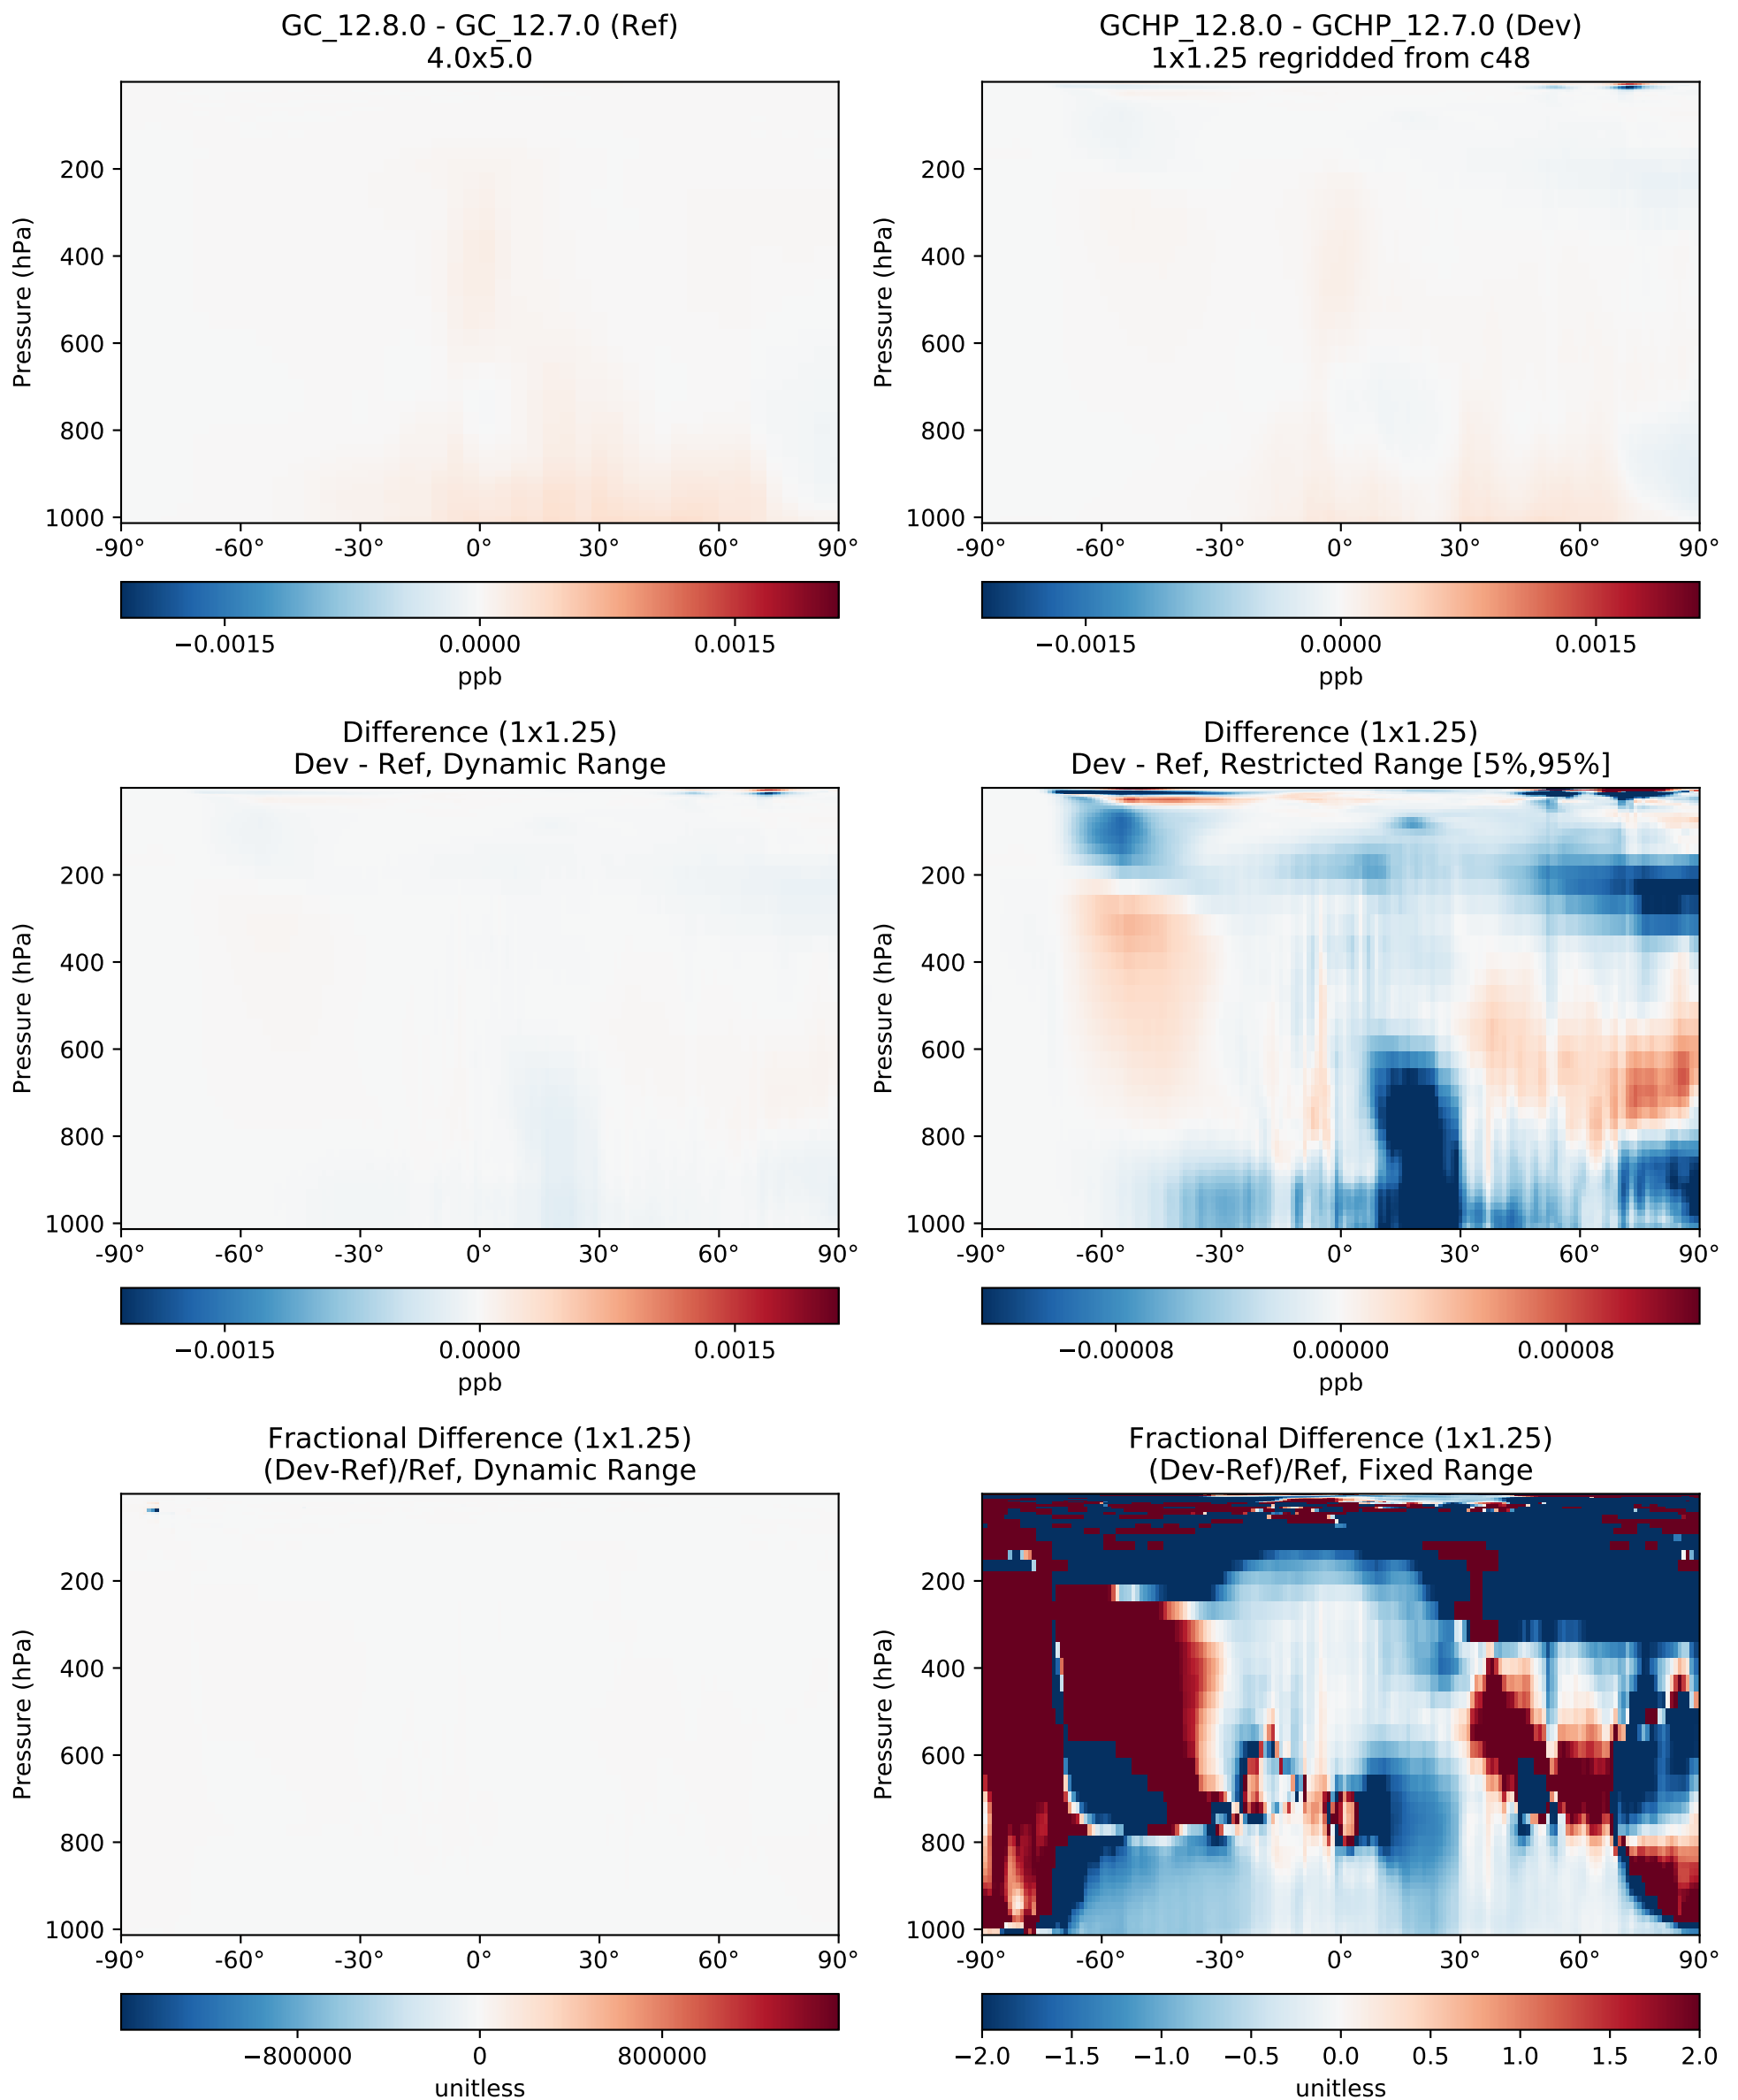 GC_12.8.0 - GC_12.7.0 (Ref)
4.0x5.0
Pressure (hPa)
200
400
600
800
1000
-90° -60° -30° 0° 30° 60° 90°
−0.0015 0.0000 0.0015
ppb
GCHP_12.8.0 - GCHP_12.7.0 (Dev)
1x1.25 regridded from c48
Pressure (hPa)
200
400
600
800
1000
-90° -60° -30° 0° 30° 60° 90°
−0.0015 0.0000 0.0015
ppb
Difference (1x1.25)
Dev - Ref, Dynamic Range
Pressure (hPa)
200
400
600
800
1000
-90° -60° -30° 0° 30° 60° 90°
−0.0015 0.0000 0.0015
ppb
Difference (1x1.25)
Dev - Ref, Restricted Range [5%,95%]
Pressure (hPa)
200
400
600
800
1000
-90° -60° -30° 0° 30° 60° 90°
−0.00008 0.00000 0.00008
ppb
Fractional Difference (1x1.25)
(Dev-Ref)/Ref, Dynamic Range
Pressure (hPa)
200
400
600
800
1000
-90° -60° -30° 0° 30° 60° 90°
−800000 0 800000
unitless
Fractional Difference (1x1.25)
(Dev-Ref)/Ref, Fixed Range
Pressure (hPa)
200
400
600
800
1000
-90° -60° -30° 0° 30° 60° 90°
−2.0 −1.5 −1.0 −0.5 0.0 0.5 1.0 1.5 2.0
unitless